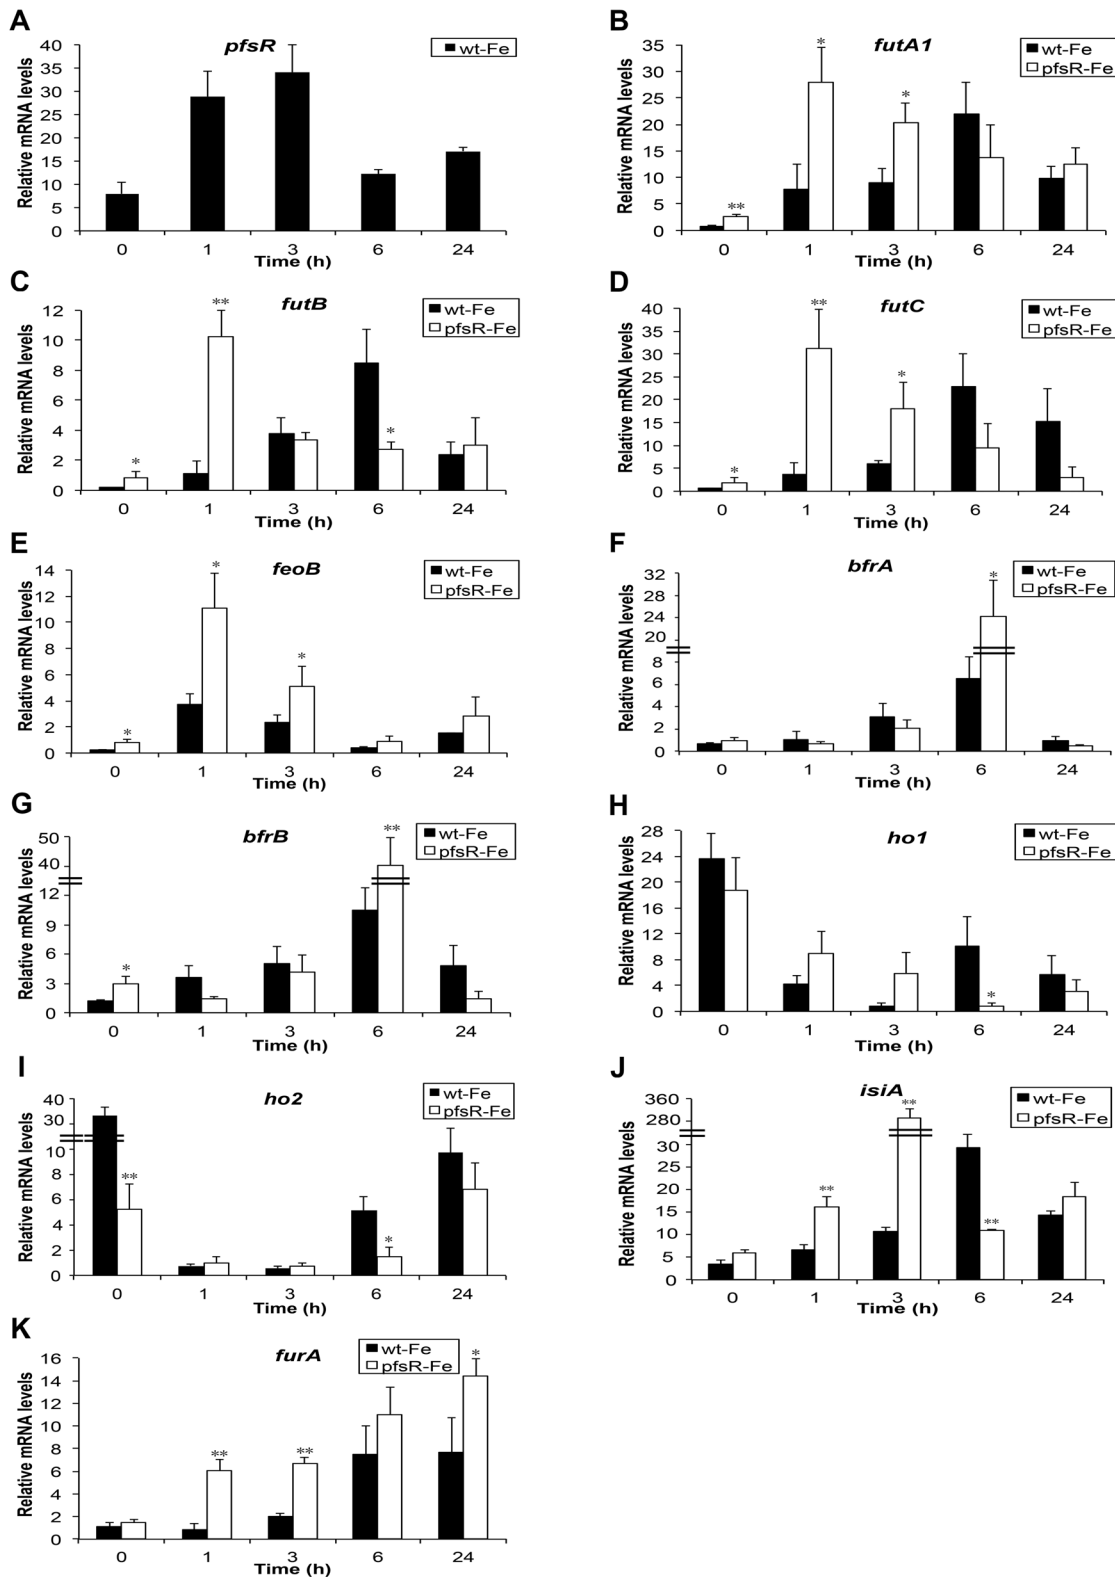 A
pfsR
wt-Fe
Relative mRNA levels
40
35
30
25
20
15
10
5
0
0 1 3 6 24
Time (h)
B
futA1
wt-Fe
pfsR-Fe
Relative mRNA levels
35
30
25
20
15
10
5
0
** * *
0 1 3 6 24
Time (h)
C
futB
wt-Fe
pfsR-Fe
Relative mRNA levels
12
10
8
6
4
2
0
* ** *
0 1 3 6 24
Time (h)
D
futC
wt-Fe
pfsR-Fe
Relative mRNA levels
40
35
30
25
20
15
10
5
0
* ** *
0 1 3 6 24
Time (h)
E
feoB
wt-Fe
pfsR-Fe
Relative mRNA levels
14
12
10
8
6
4
2
0
* * *
0 1 3 6 24
Time (h)
F
bfrA
wt-Fe
pfsR-Fe
Relative mRNA levels
32
28
24
20
8
6
4
2
0
*
0 1 3 6 24
Time (h)
G
bfrB
wt-Fe
pfsR-Fe
Relative mRNA levels
50
40
12
9
6
3
0
* **
0 1 3 6 24
Time (h)
H
ho1
wt-Fe
pfsR-Fe
Relative mRNA levels
28
24
20
16
12
8
4
0
*
0 1 3 6 24
Time (h)
I
ho2
wt-Fe
pfsR-Fe
Relative mRNA levels
40
30
10
8
6
4
2
0
** *
0 1 3 6 24
Time (h)
J
isiA
wt-Fe
pfsR-Fe
Relative mRNA levels
360
280
30
25
20
15
10
5
0
** ** **
0 1 3 6 24
Time (h)
K
furA
wt-Fe
pfsR-Fe
Relative mRNA levels
16
14
12
10
8
6
4
2
0
** ** *
0 1 3 6 24
Time (h)